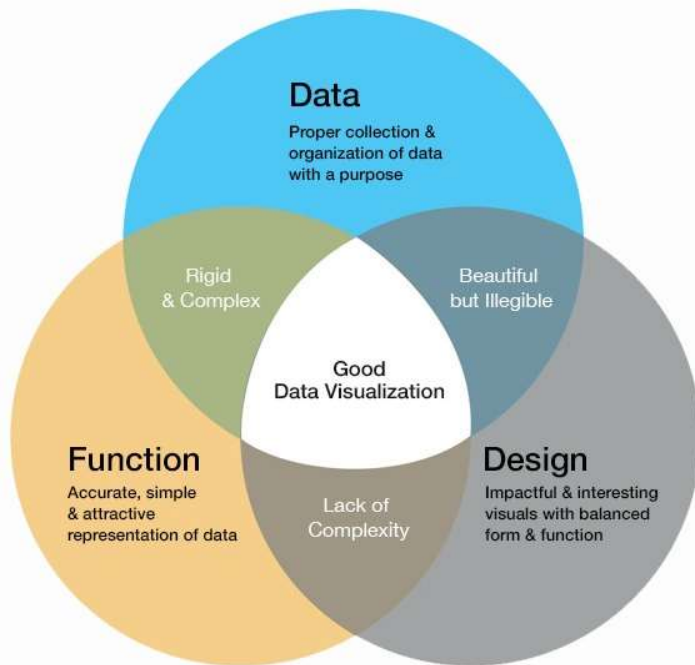 Data
Proper collection &
organization of data
with a purpose
Rigid
& Complex
Beautiful
but Illegible
Good
Data Visualization
Function
Accurate, simple
& attractive
representation of data
Design
Impactful & interesting
visuals with balanced
form & function
Lack of
Complexity